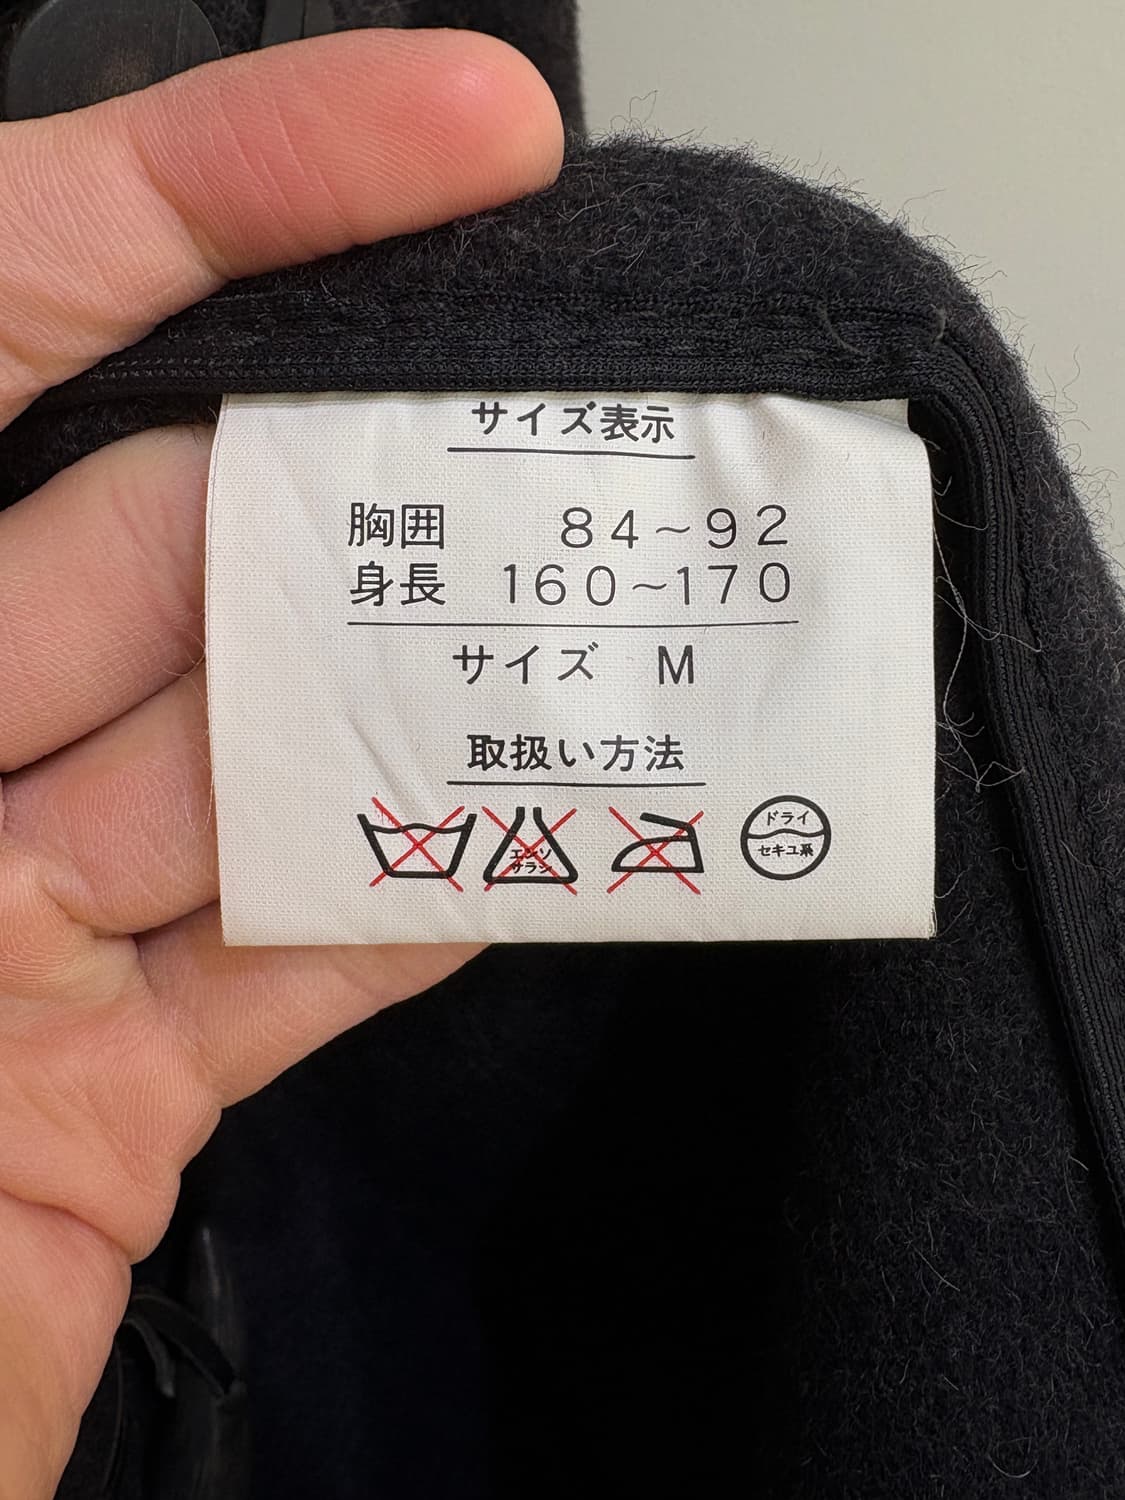 サイズ表示
胸囲 84～92
身長 160～170
サイズ M
取扱い方法
エンソ
サラシ
ドライ
セキユ系